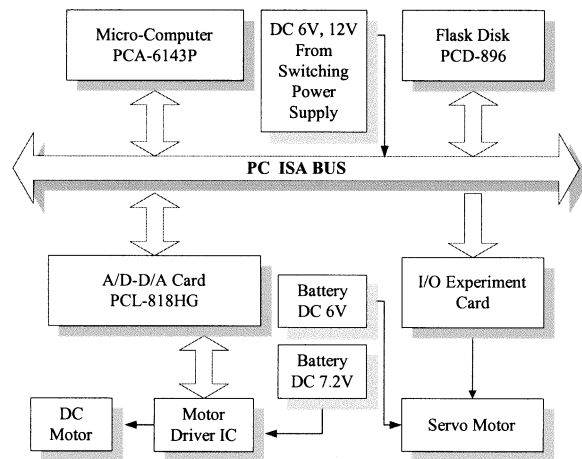 Micro-Computer
PCA-6143P
DC 6V, 12V
From
Switching
Power
Supply
Flask Disk
PCD-896
PC ISA BUS
A/D-D/A Card
PCL-818HG
Battery
DC 6V
I/O Experiment
Card
Battery
DC 7.2V
DC
Motor
Motor
Driver IC
Servo Motor